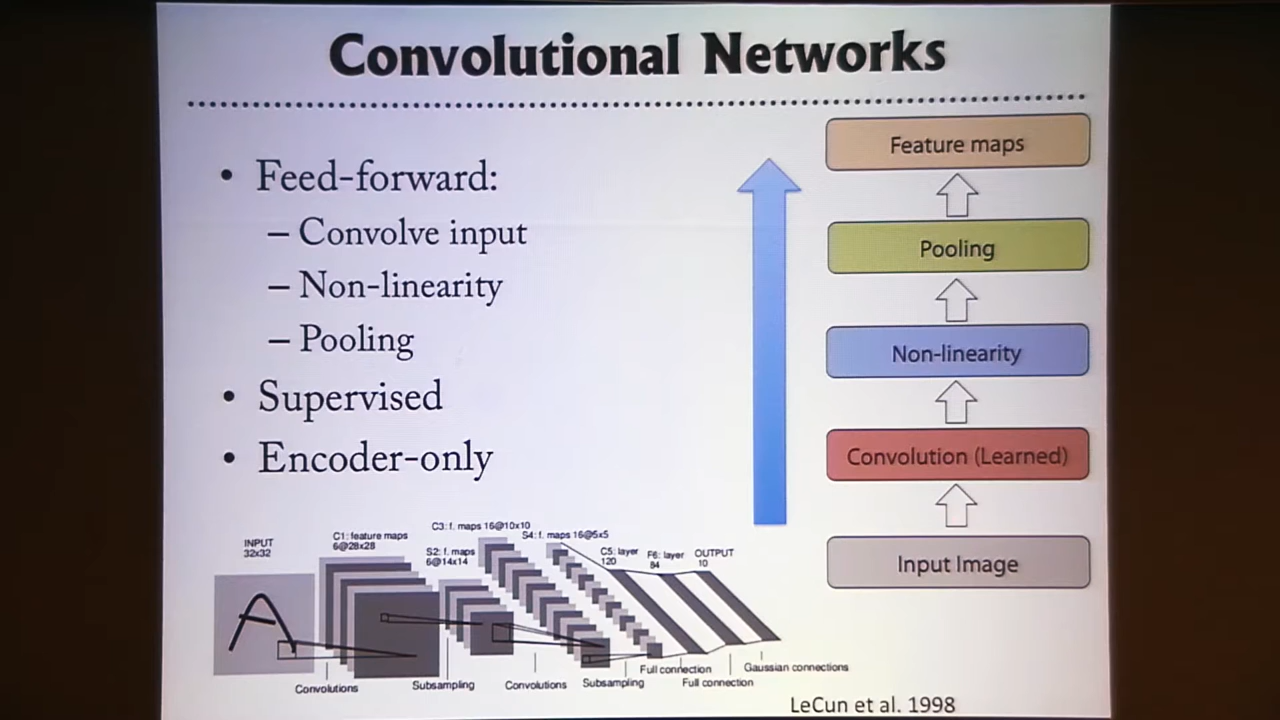 Convolutional Networks
• Feed-forward:
– Convolve input
– Non-linearity
– Pooling
• Supervised
• Encoder-only
Feature maps
Pooling
Non-linearity
Convolution (Learned)
Input Image
INPUT
32x32
C1: feature maps
6@28x28
S2: f. maps
6@14x14
C3: f. maps 16@10x10
S4: f. maps 16@5x5
C5: layer
120
F6: layer
84
OUTPUT
10
A
Convolutions
Subsampling
Convolutions
Subsampling
Full connection
Full connection
Gaussian connections
LeCun et al. 1998